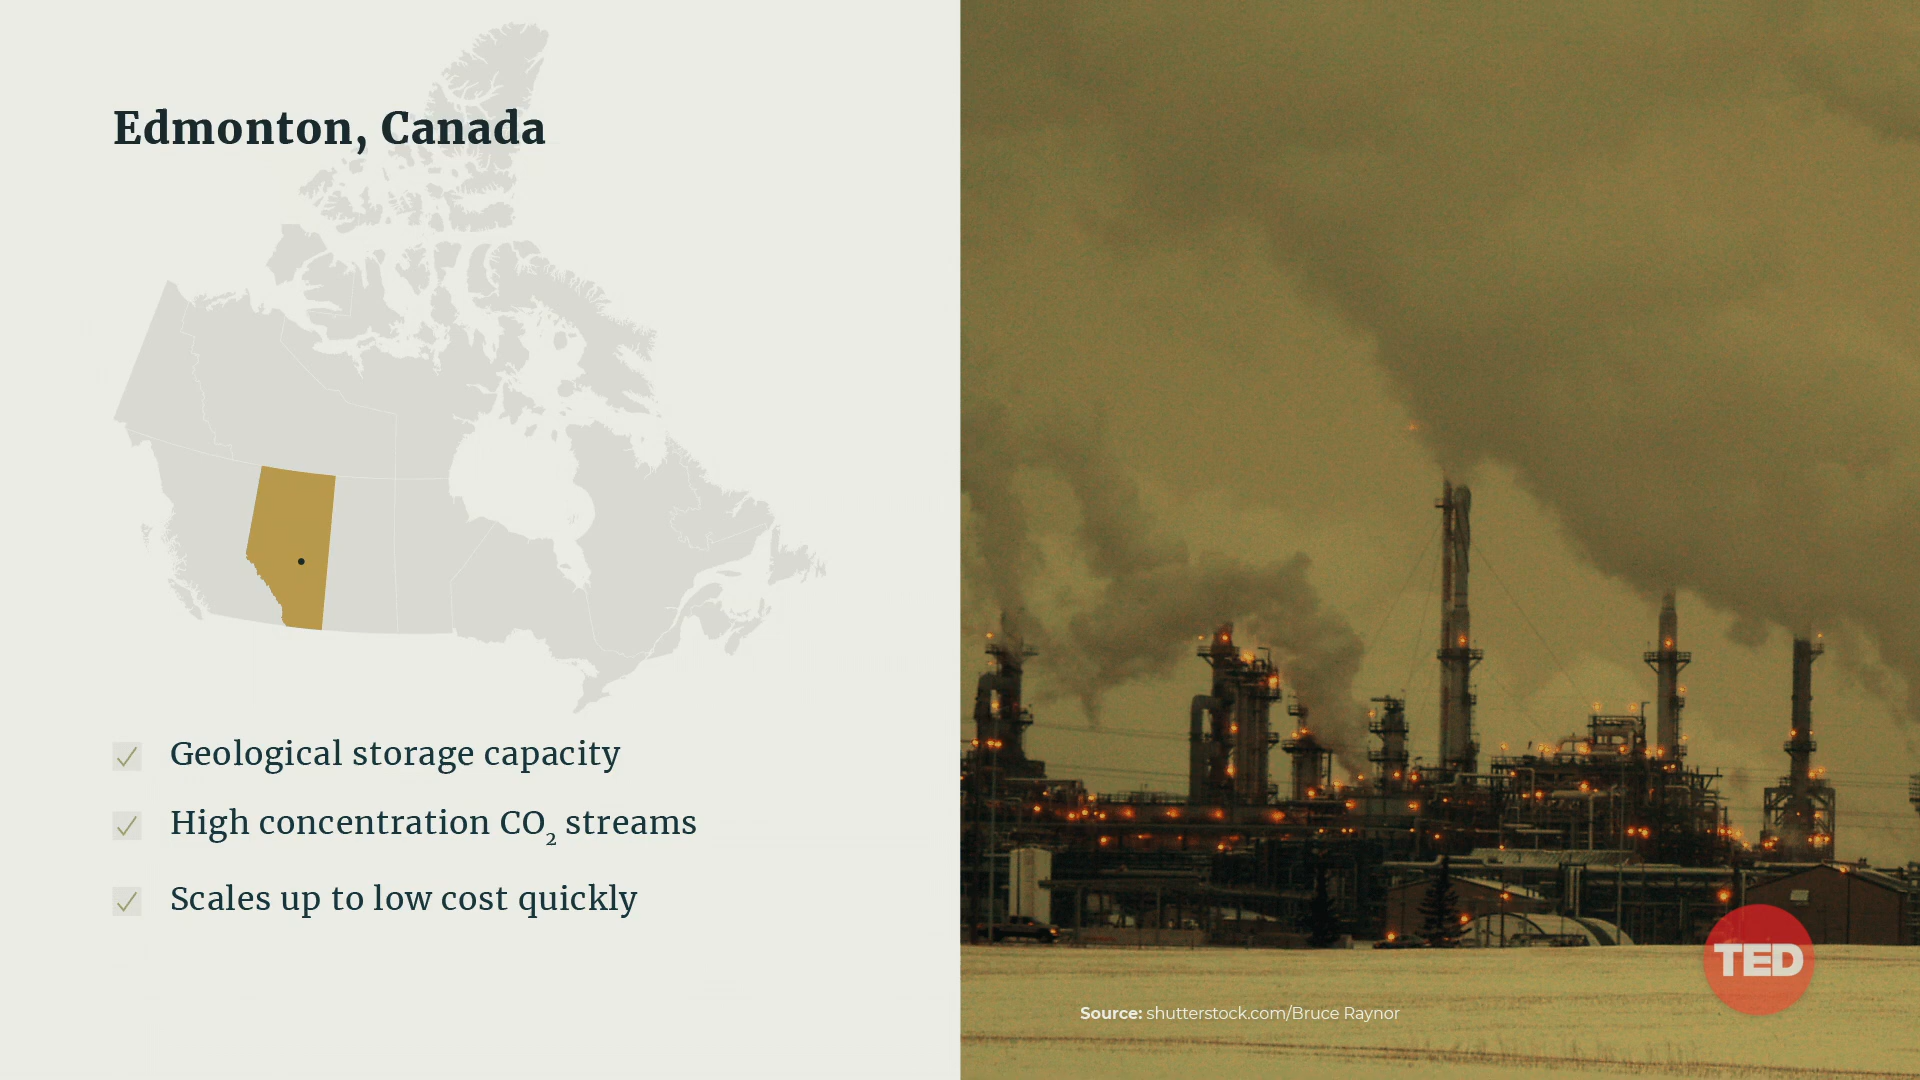 Edmonton, Canada
Geological storage capacity
High concentration CO₂ streams
Scales up to low cost quickly
TED
Source: shutterstock.com/Bruce Raynor